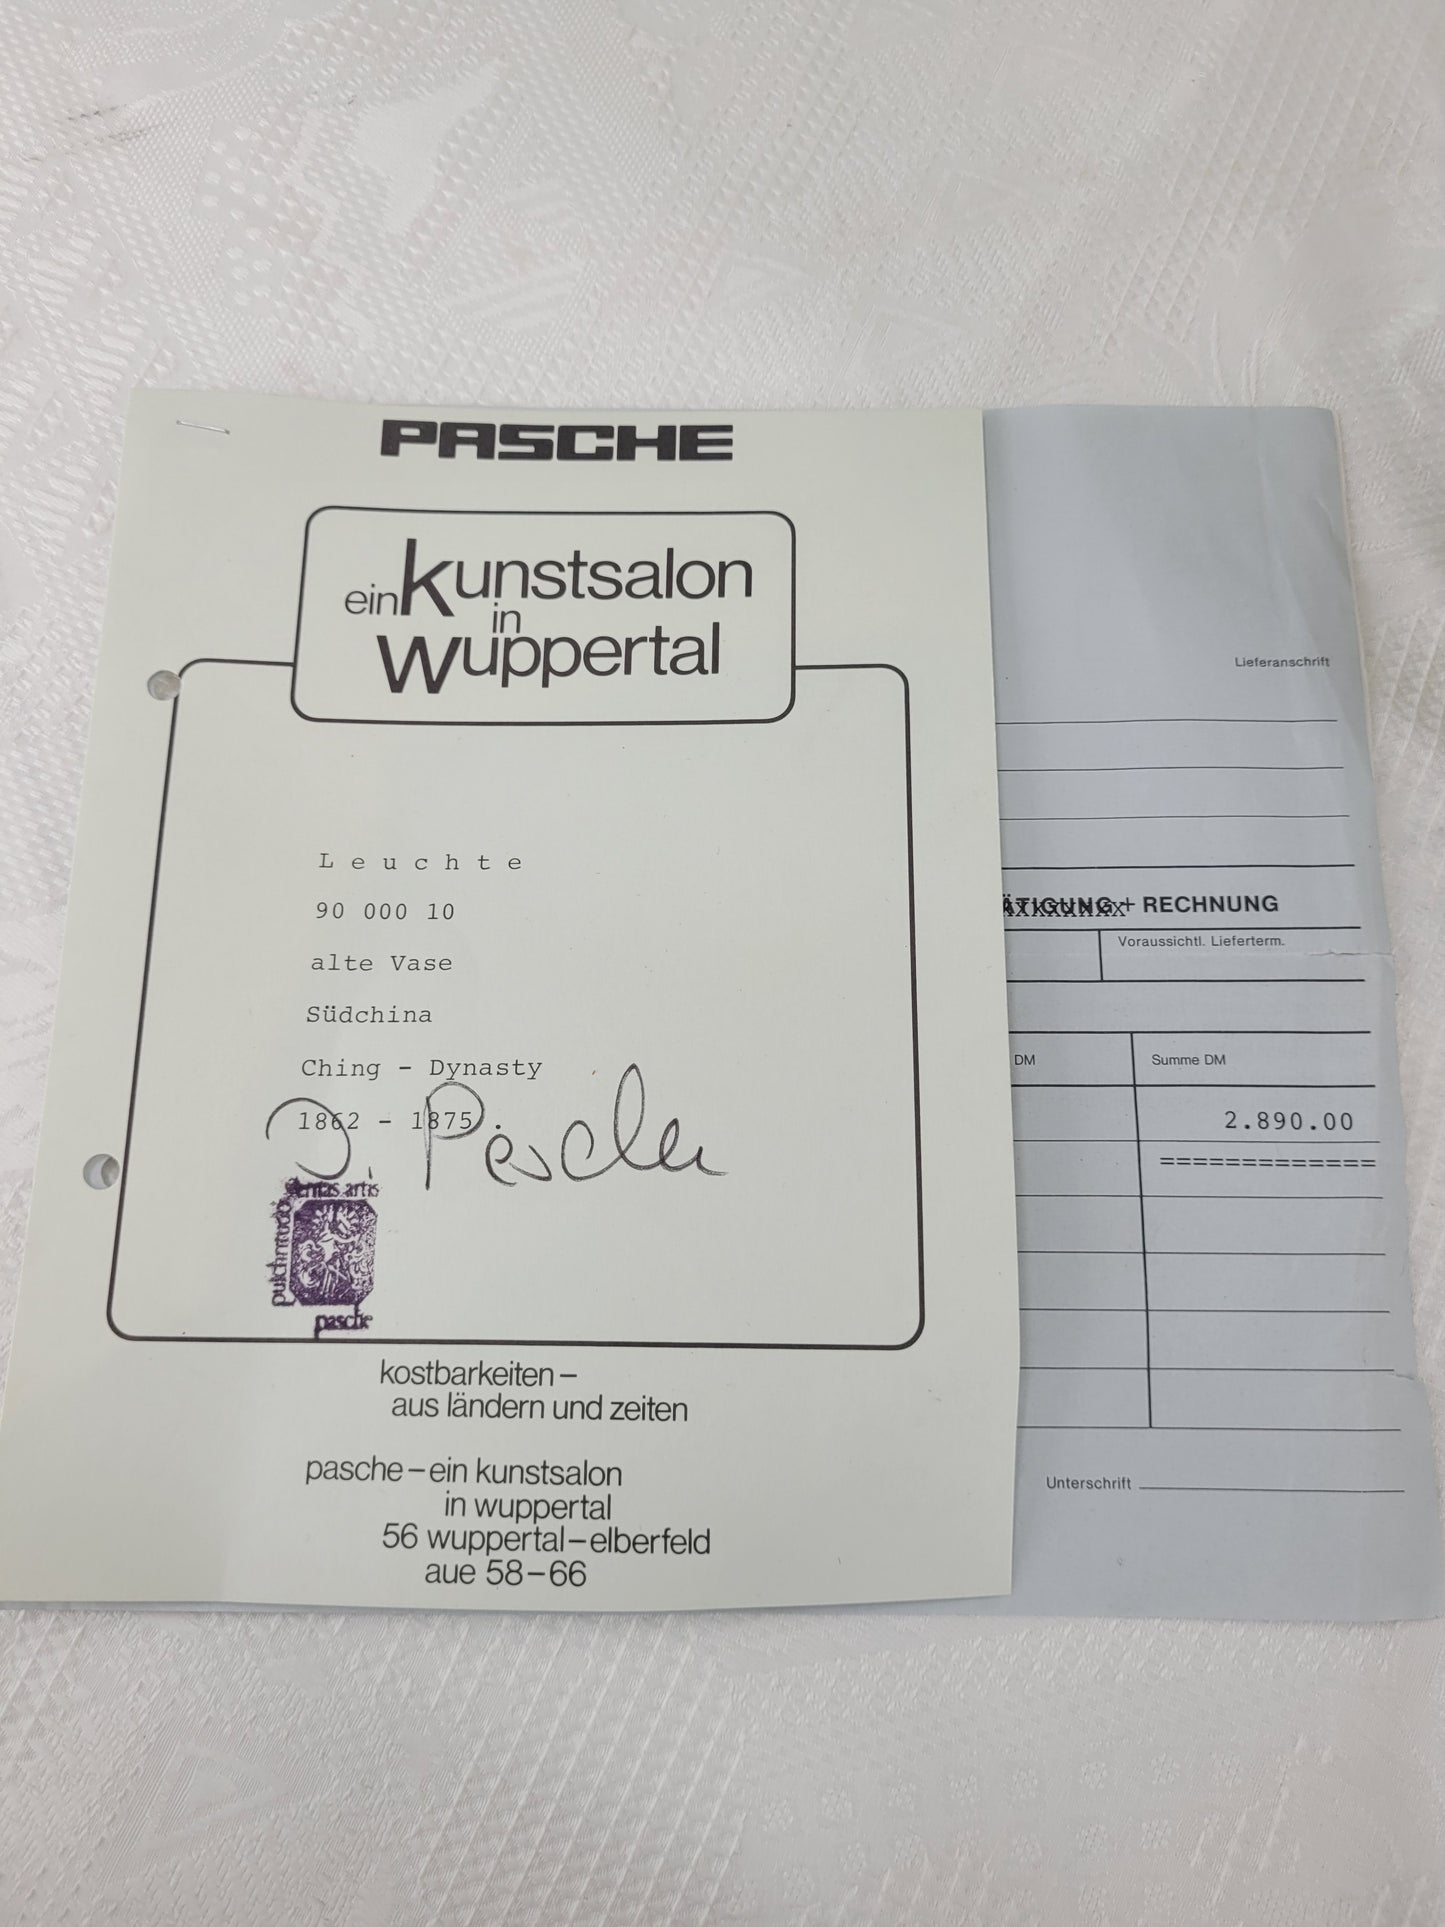 PASCHE
ein kunstsalon
in
wuppertal
L e u c h t e
90 000 10
alte Vase
Südchina
Ching - Dynasty
1862 - 1875 .
artis
pasche
kostbarkeiten –
aus ländern und zeiten
pasche – ein kunstsalon
in wuppertal
56 wuppertal – elberfeld
aue 58 – 66
Lieferanschrift
ÄTIGUNG + RECHNUNG
Voraussichtl. Lieferterm.
DM
Summe DM
2.890.00
=============
Unterschrift